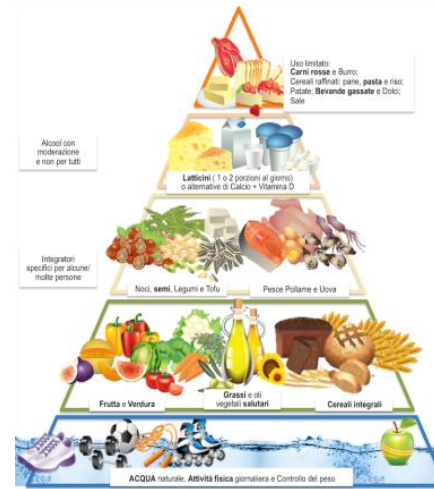 Uso limitato:
Carni rosse e Burro;
Cereali raffinati: pane, pasta e riso;
Patate; Bevande gassate e Dolci;
Sale
Alcool con
moderazione
e non per tutti
Latticini ( 1 o 2 porzioni al giorno)
o alternative di Calcio + Vitamina D
Integratori
specifici per alcune/
molte persone
Noci, semi, Legumi e Tofu
Pesce Pollame e Uova
Frutta e Verdura
Grassi e oli
vegetali salutari
Cereali integrali
ACQUA naturale, Attività fisica giornaliera e Controllo del peso